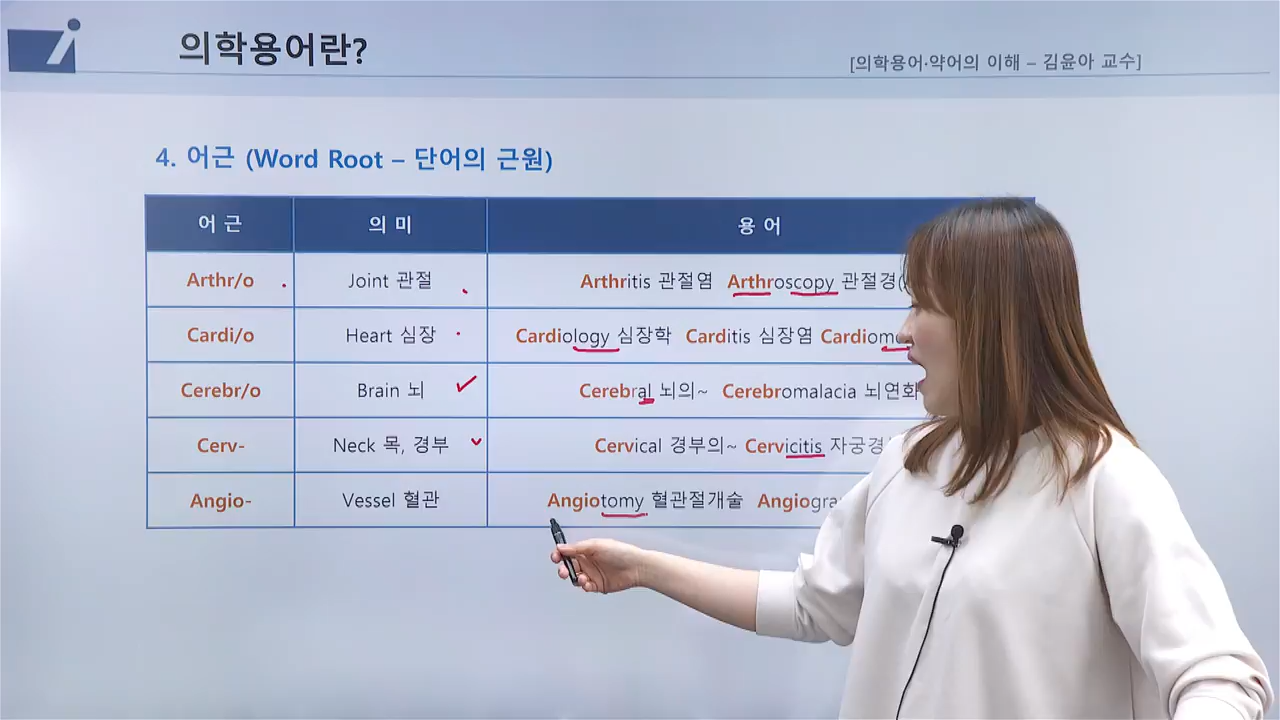 의학용어란?
[의학용어·약어의 이해 – 김윤아 교수]
4. 어근 (Word Root – 단어의 근원)
어 근 의 미 용 어
Arthr/o Joint 관절 Arthritis 관절염 Arthroscopy 관절경(
Cardi/o Heart 심장 Cardiology 심장학 Carditis 심장염
Cerebr/o Brain 뇌 Cerebral 뇌의~ Cerebromalacia 뇌연화
Cerv- Neck 목, 경부 Cervical 경부의~ Cervicitis 자궁경
Angio- Vessel 혈관 Angiotomy 혈관절개술